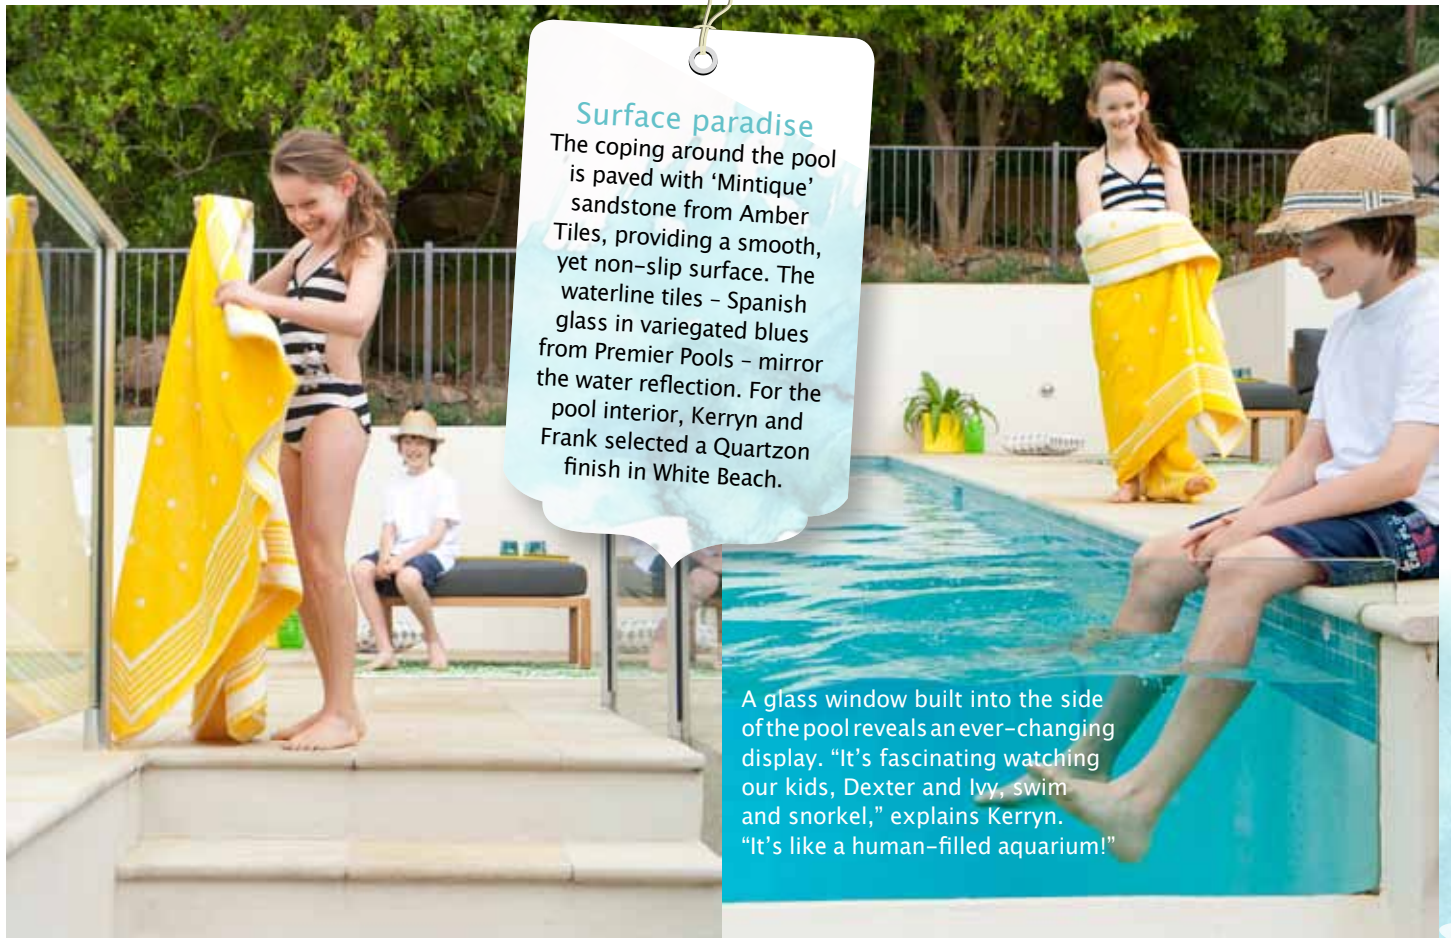 Surface paradise
The coping around the pool
is paved with ‘Mintique’
sandstone from Amber
Tiles, providing a smooth,
yet non-slip surface. The
waterline tiles – Spanish
glass in variegated blues
from Premier Pools – mirror
the water reflection. For the
pool interior, Kerryn and
Frank selected a Quartzon
finish in White Beach.
A glass window built into the side
of the pool reveals an ever-changing
display. “It’s fascinating watching
our kids, Dexter and Ivy, swim
and snorkel,” explains Kerryn.
“It’s like a human-filled aquarium!”